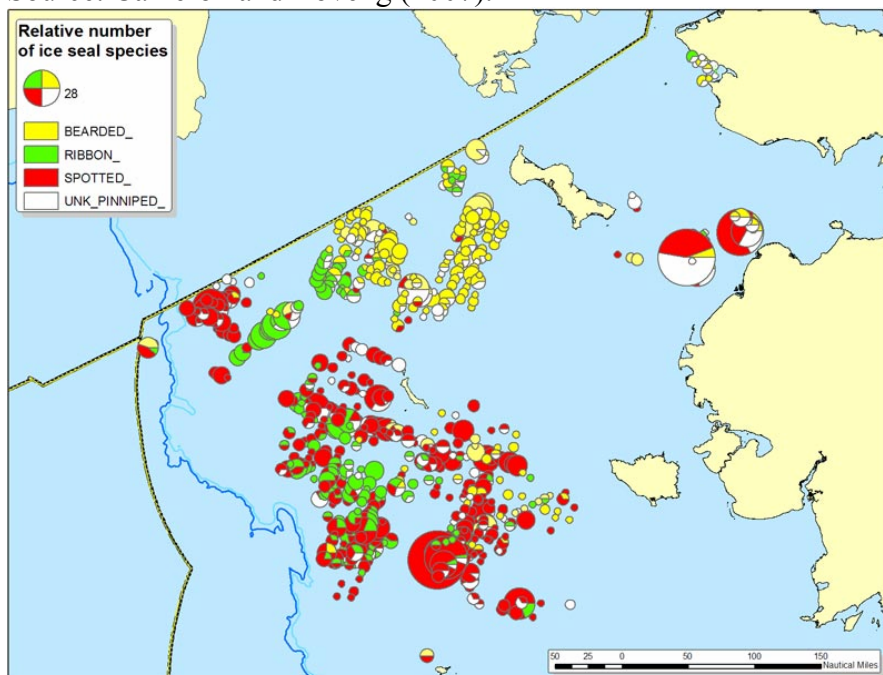 Relative number
of ice seal species
28
BEARDED_
RIBBON_
SPOTTED_
UNK_PINNIPED_
50 25 0 50 100 150
Nautical Miles